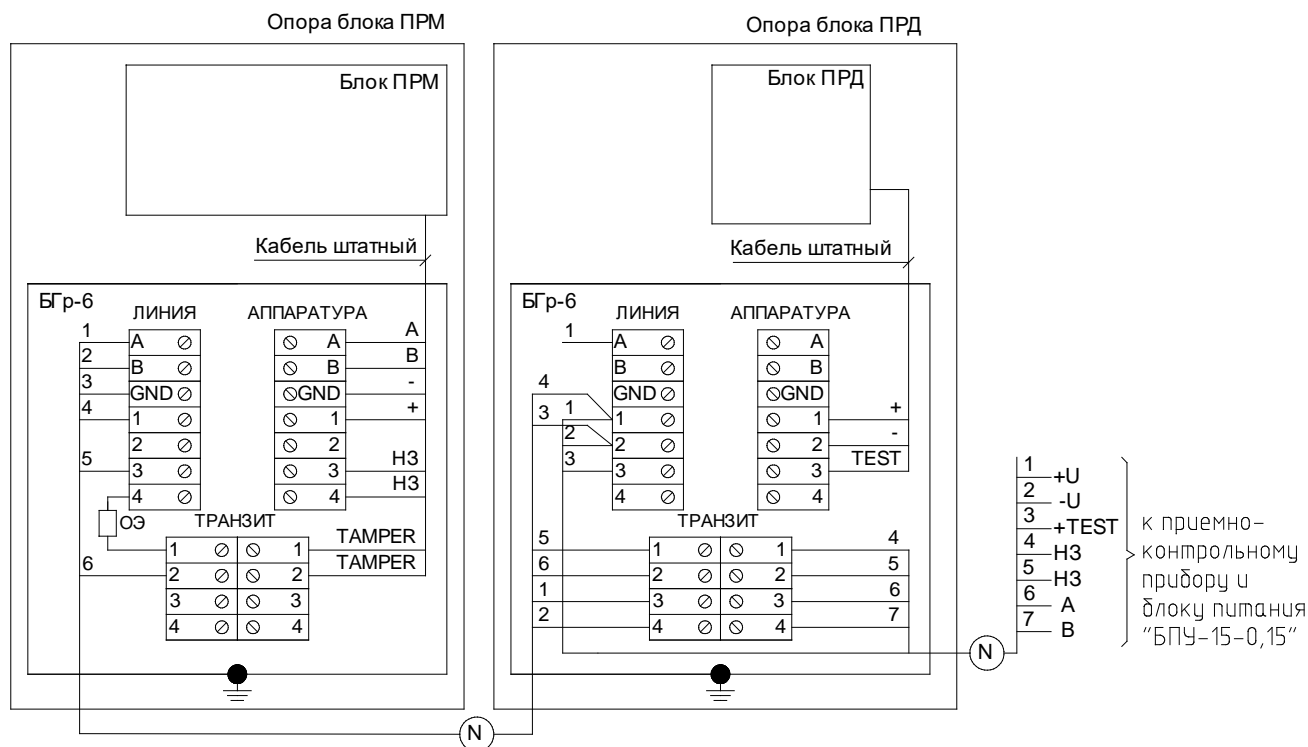 Опора блока ПРМ
Блок ПРМ
Кабель штатный
БГр-6
ЛИНИЯ АППАРАТУРА
1 A A A
2 B B B
3 GND GND -
4 1 1 +
2 2
5 3 3 НЗ
4 4 НЗ
ОЭ
ТРАНЗИТ
1 1 TAMPER
6 2 2 TAMPER
3 3
4 4
N
Опора блока ПРД
Блок ПРД
Кабель штатный
БГр-6
ЛИНИЯ АППАРАТУРА
1 A A
B B
4 GND GND
3 1 1 1 +
2 2 2 -
3 3 3 TEST
4 4
ТРАНЗИТ
5 1 1 4
6 2 2 5
1 3 3 6
2 4 4 7
N
1 +U
2 -U
3 +TEST
4 НЗ
5 НЗ
6 A
7 B
к приемно-
контрольному
прибору и
блоку питания
"БПУ-15-0,15"